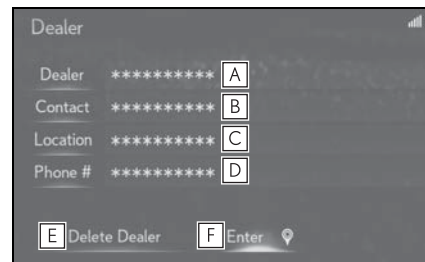 Dealer
Dealer ********** A
Contact ********** B
Location ********** C
Phone # ********** D
E Delete Dealer F Enter